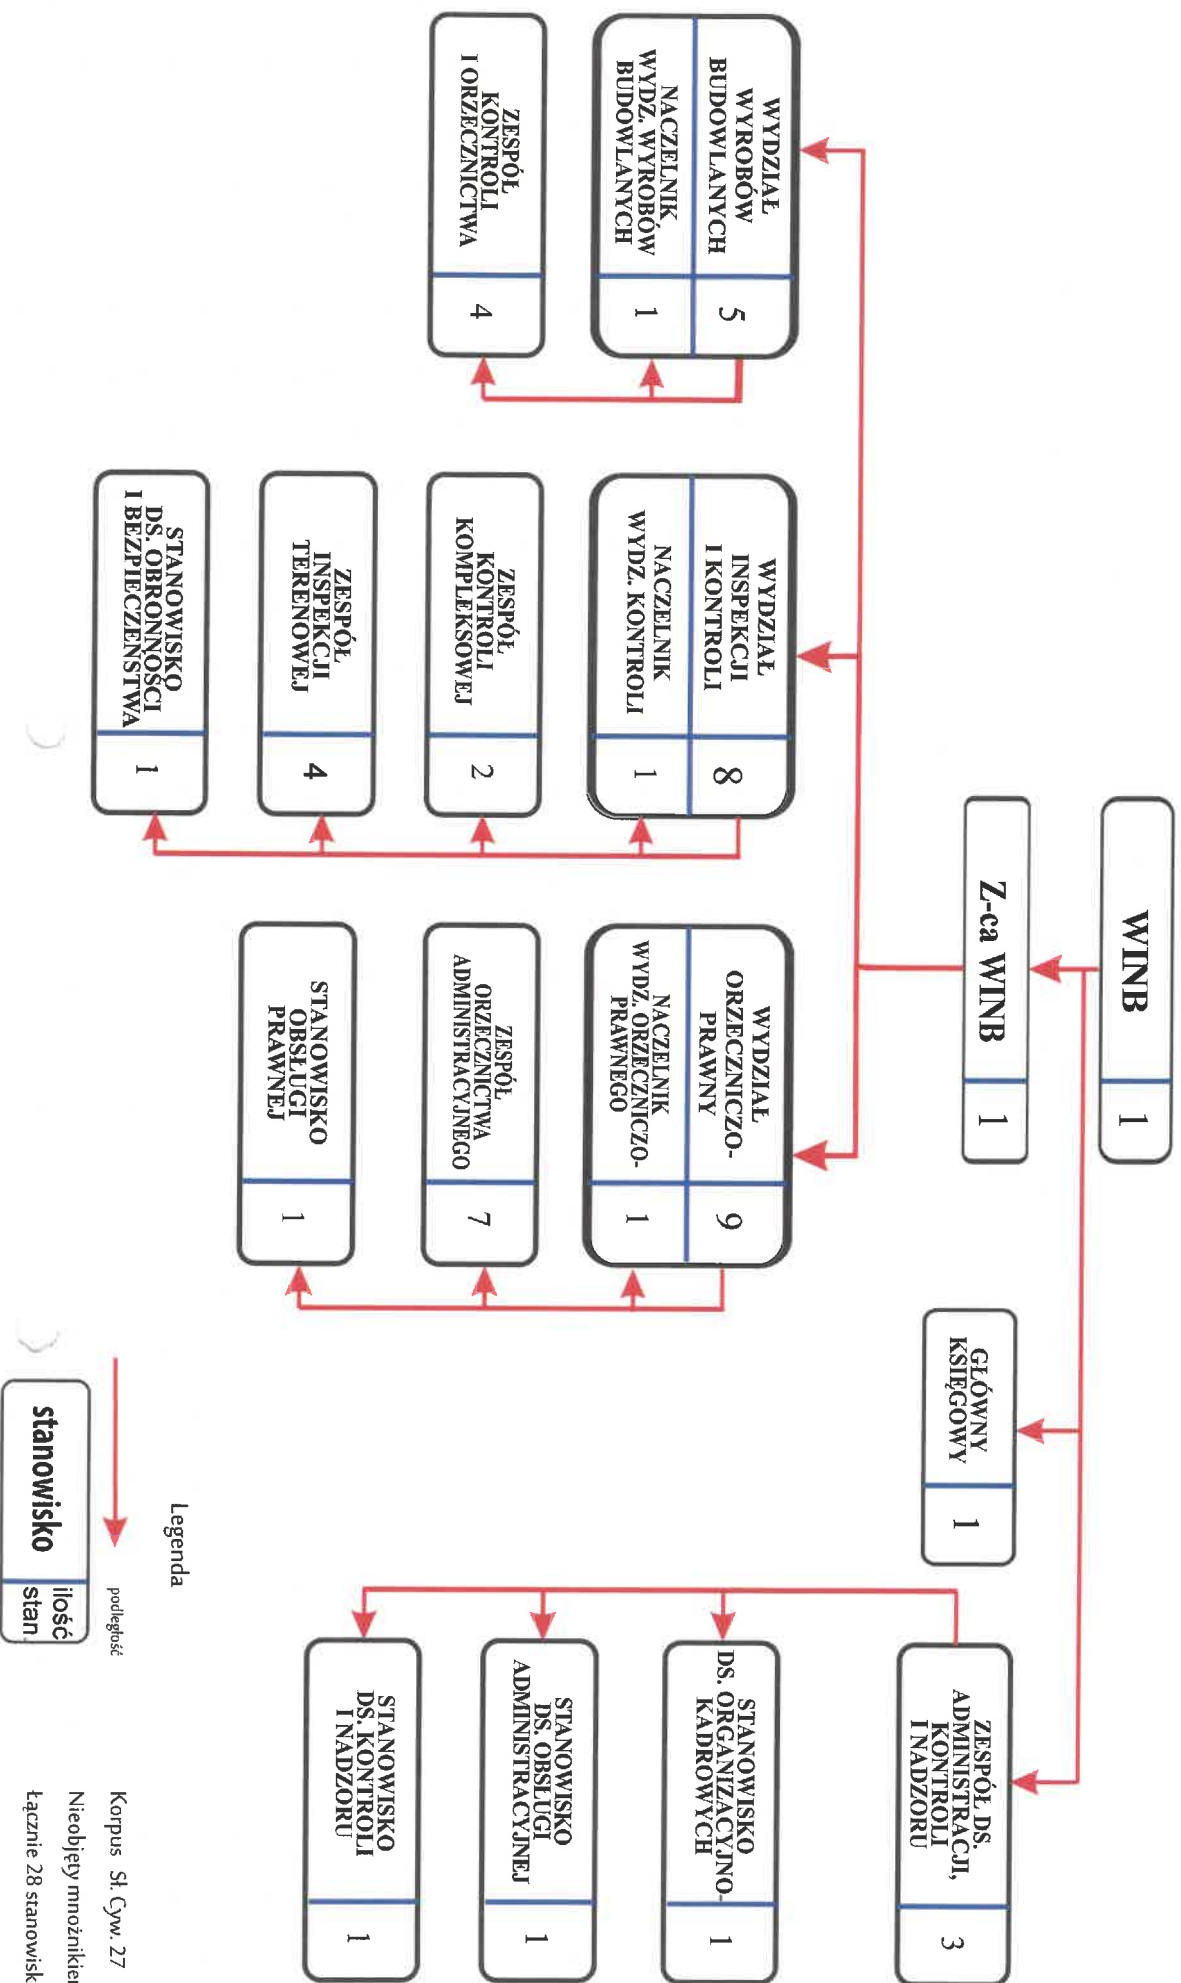 WINB
1
Z-ca WINB
1
GŁÓWNY
KSIĘGOWY
1
ZESPÓŁ DS.
ADMINISTRACJI,
KONTROLI
I NADZORU
3
STANOWISKO
DS. ORGANIZACYJNO-
KADROWYCH
1
STANOWISKO
DS. OBSŁUGI
ADMINISTRACYJNEJ
1
STANOWISKO
DS. KONTROLI
I NADZORU
1
WYDZIAŁ
WYROBÓW
BUDOWLANYCH
5
NACZELNIK
WYDZ. WYROBÓW
BUDOWLANYCH
1
ZESPÓŁ
KONTROLI
I ORZECZNICTWA
4
WYDZIAŁ
INSPEKCJI
I KONTROLI
8
NACZELNIK
WYDZ. KONTROLI
1
ZESPÓŁ
KONTROLI
KOMPLEKSOWEJ
2
ZESPÓŁ
INSPEKCJI
TERENOWEJ
4
STANOWISKO
DS. OBRONNOŚCI
I BEZPIECZEŃSTWA
1
WYDZIAŁ
ORZECZNICZO-
PRAWNY
9
NACZELNIK
WYDZ. ORZECZNICZO-
PRAWNEGO
1
ZESPÓŁ
ORZECZNICTWA
ADMINISTRACYJNEGO
7
STANOWISKO
OBSŁUGI
PRAWNEJ
1
Legenda
podległość
stanowisko
ilość
stan.
Korpus Sł. Cyw. 27
Nieobjęty
Łącznie 28 stanowisk